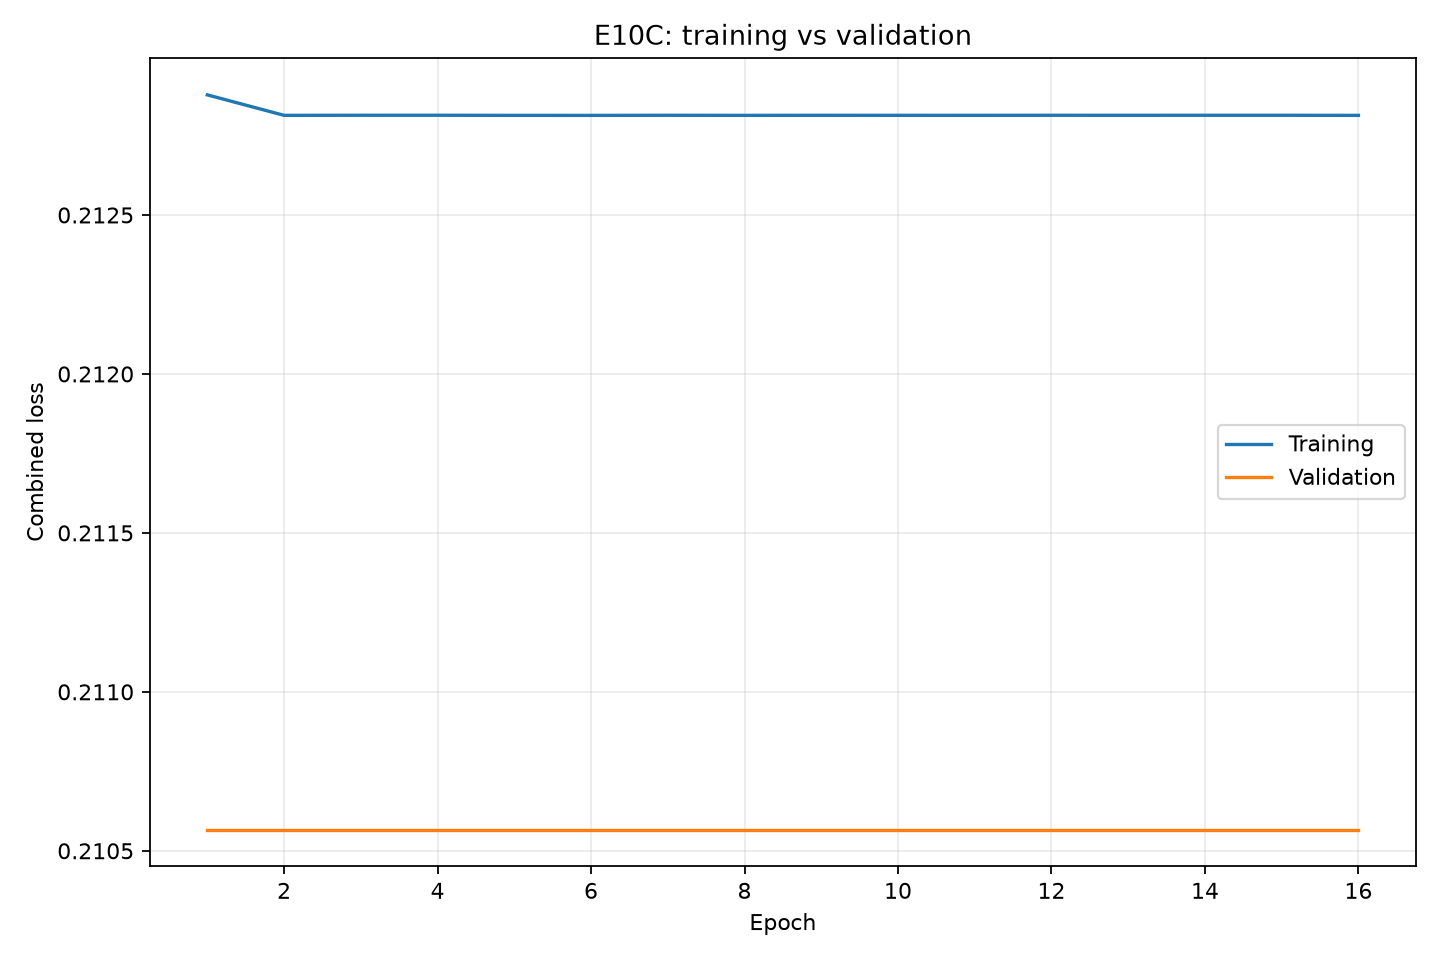 E10C: training vs validation
Combined loss
0.2125
0.2120
0.2115
0.2110
0.2105
Training
Validation
2 4 6 8 10 12 14 16
Epoch